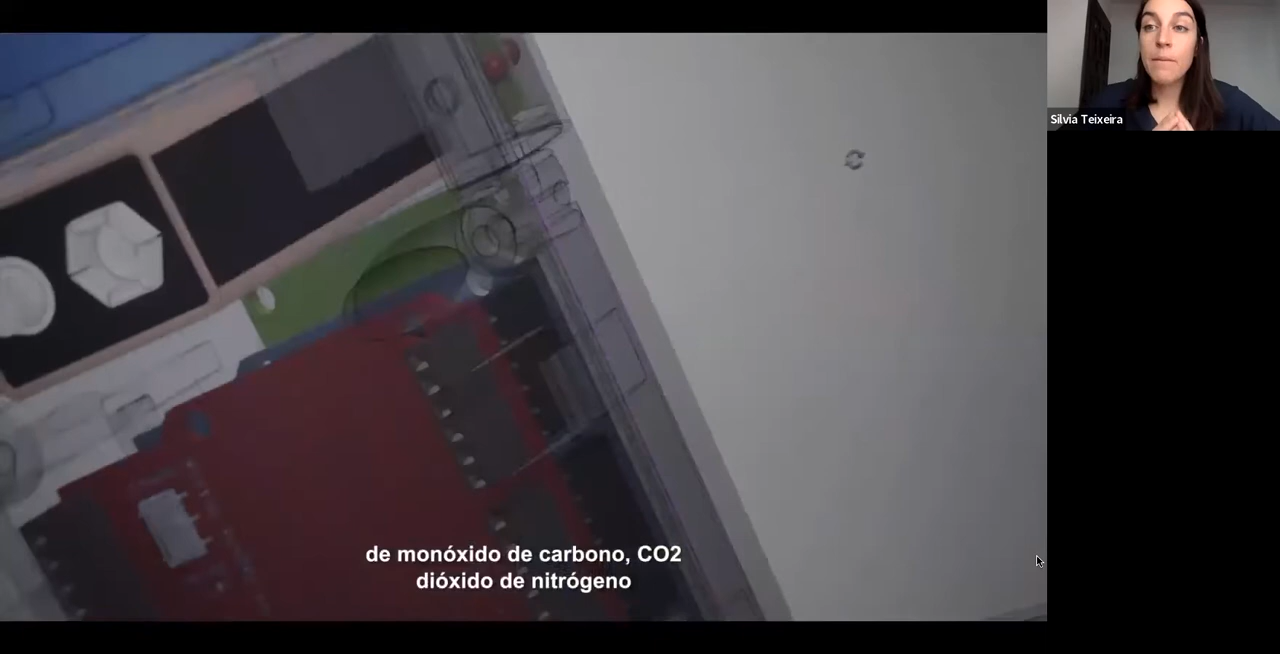 Silvia Teixeira
de monóxido de carbono, CO2
dióxido de nitrógeno